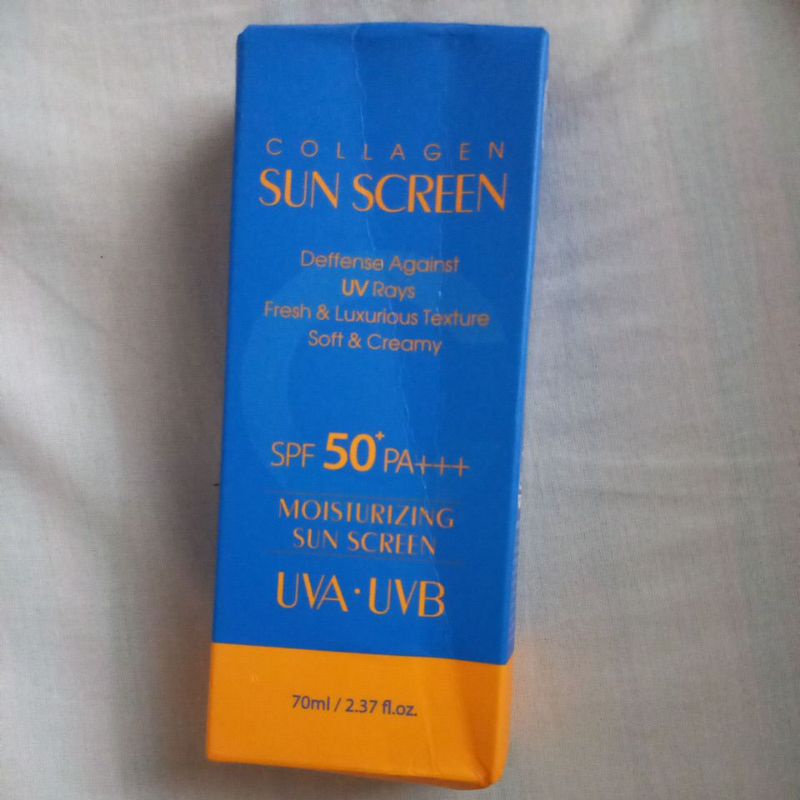 COLLAGEN
SUN SCREEN
Deffense Against
UV Rays
Fresh & Luxurious Texture
Soft & Creamy
SPF 50+ PA+++
MOISTURIZING
SUN SCREEN
UVA·UVB
70ml / 2.37 fl.oz.